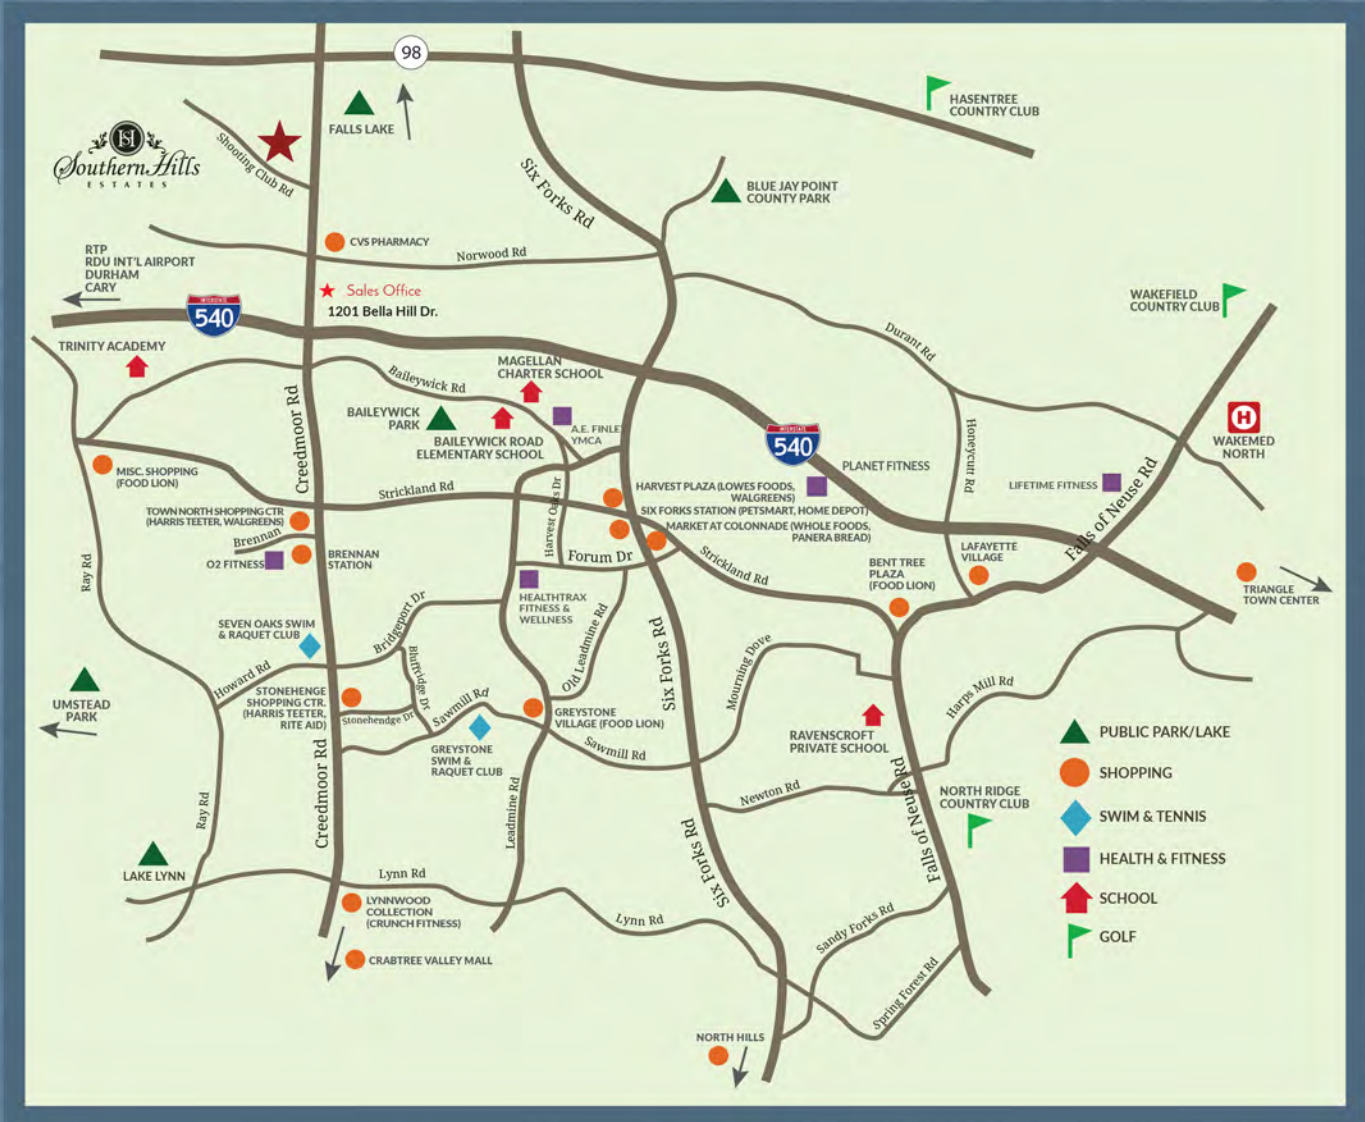 98
FALLS LAKE
HASENTREE
COUNTRY CLUB
SH
Southern Hills
ESTATES
Shooting Club Rd
Six Forks Rd
BLUE JAY POINT
COUNTY PARK
CVS PHARMACY
Norwood Rd
RTP
RDU INT'L AIRPORT
DURHAM
CARY
Sales Office
1201 Bella Hill Dr.
INTERSTATE
540
WAKEFIELD
COUNTRY CLUB
Durant Rd
TRINITY ACADEMY
MAGELLAN
CHARTER SCHOOL
Baileywick Rd
Creedmoor Rd
BAILEYWICK
PARK
A.E. FINLE
YMCA
BAILEYWICK ROAD
ELEMENTARY SCHOOL
INTERSTATE
540
Honeycutt Rd
WAKEMED
NORTH
H
PLANET FITNESS
MISC. SHOPPING
(FOOD LION)
Strickland Rd
HARVEST PLAZA (LOWES FOODS,
WALGREENS)
LIFETIME FITNESS
Falls of Neuse Rd
TOWN NORTH SHOPPING CTR
(HARRIS TEETER, WALGREENS)
Harvest Oaks Dr
SIX FORKS STATION (PETSMART, HOME DEPOT)
MARKET AT COLONNADE (WHOLE FOODS,
PANERA BREAD)
Brennan
O2 FITNESS
BRENNAN
STATION
Forum Dr
Strickland Rd
LAFAYETTE
VILLAGE
BENT TREE
PLAZA
(FOOD LION)
Ray Rd
HEALTHTRAX
FITNESS &
WELLNESS
TRIANGLE
TOWN CENTER
SEVEN OAKS SWIM
& RAQUET CLUB
Bridgeport Dr
Old Leadmine Rd
Six Forks Rd
Mourning Dove
Howard Rd
Bluffridge Dr
UMSTEAD
PARK
STONEHENGE
SHOPPING CTR.
(HARRIS TEETER,
RITE AID)
Stonehendge Dr
Sawmill Rd
GREYSTONE
VILLAGE (FOOD LION)
Harps Mill Rd
RAVENSCROFT
PRIVATE SCHOOL
GREYSTONE
SWIM &
RAQUET CLUB
Sawmill Rd
Creedmoor Rd
Ray Rd
Leadmine Rd
Newton Rd
Falls of Neuse Rd
NORTH RIDGE
COUNTRY CLUB
PUBLIC PARK/LAKE
SHOPPING
SWIM & TENNIS
HEALTH & FITNESS
SCHOOL
GOLF
Six Forks Rd
Falls of Neuse Rd
LAKE LYNN
Lynn Rd
LYNNWOOD
COLLECTION
(CRUNCH FITNESS)
Lynn Rd
Sandy Forks Rd
CRABTREE VALLEY MALL
Spring Forest Rd
NORTH HILLS